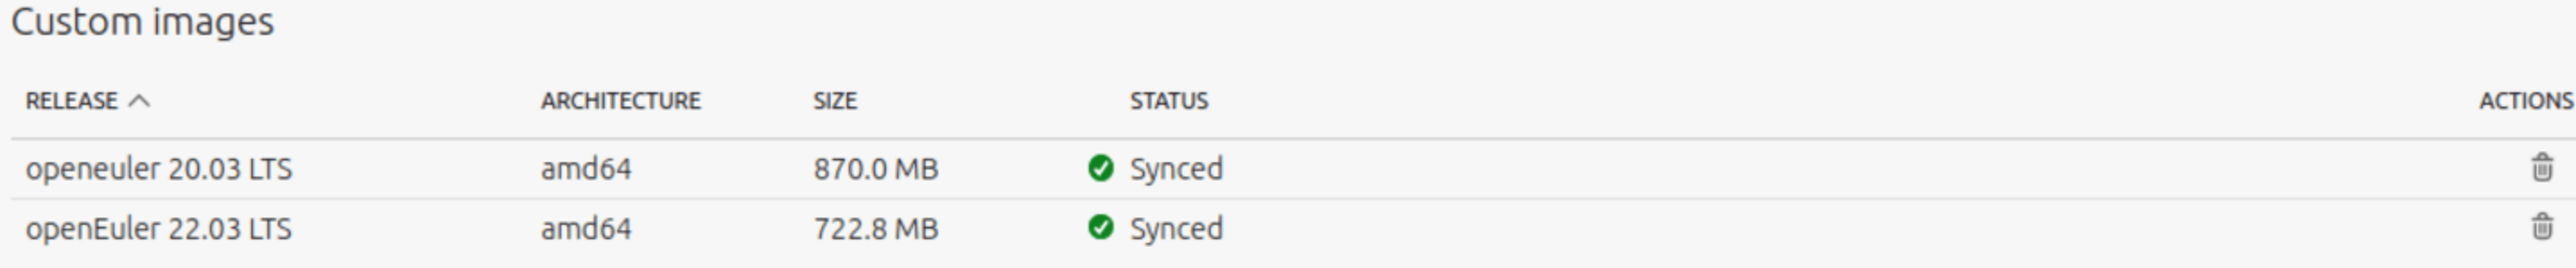 Custom images
RELEASE ARCHITECTURE SIZE STATUS ACTIONS
openeuler 20.03 LTS amd64 870.0 MB Synced
openEuler 22.03 LTS amd64 722.8 MB Synced